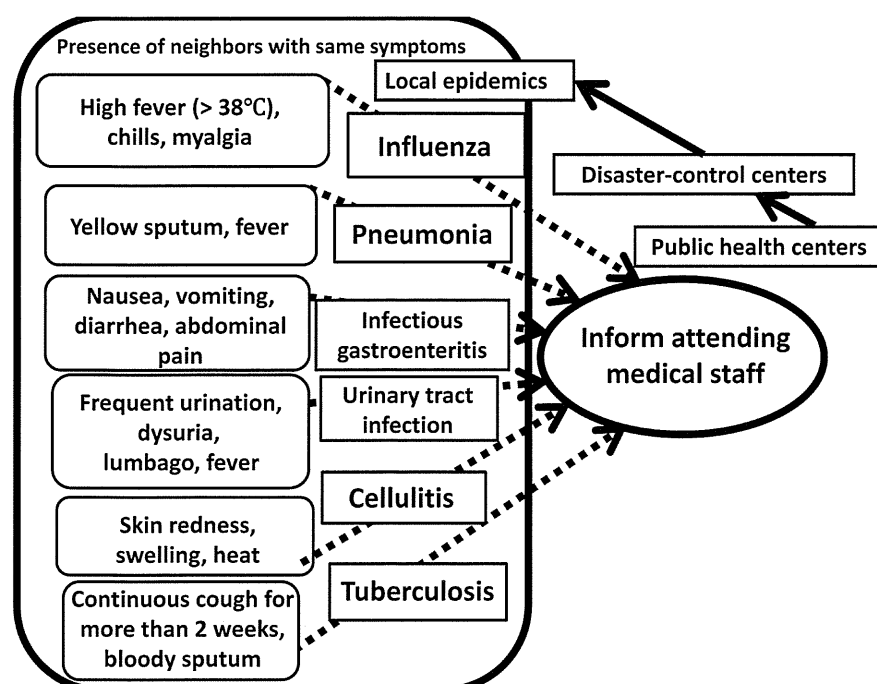 Presence of neighbors with same symptoms
Local epidemics
High fever (> 38℃),
chills, myalgia
Influenza
Disaster-control centers
Yellow sputum, fever
Pneumonia
Public health centers
Nausea, vomiting,
diarrhea, abdominal
pain
Infectious
gastroenteritis
Inform attending
medical staff
Frequent urination,
dysuria,
lumbago, fever
Urinary tract
infection
Skin redness,
swelling, heat
Cellulitis
Continuous cough for
more than 2 weeks,
bloody sputum
Tuberculosis